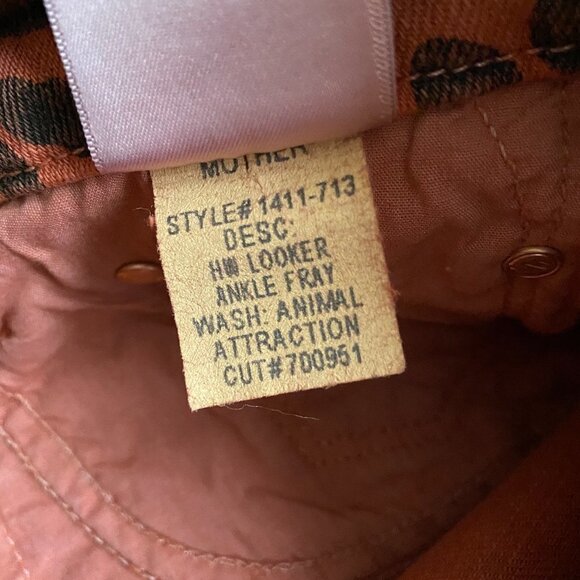 MOTHER
STYLE# 1411-713
DESC:
HW LOOKER
ANKLE FRAY
WASH: ANIMAL
ATTRACTION
CUT#700951